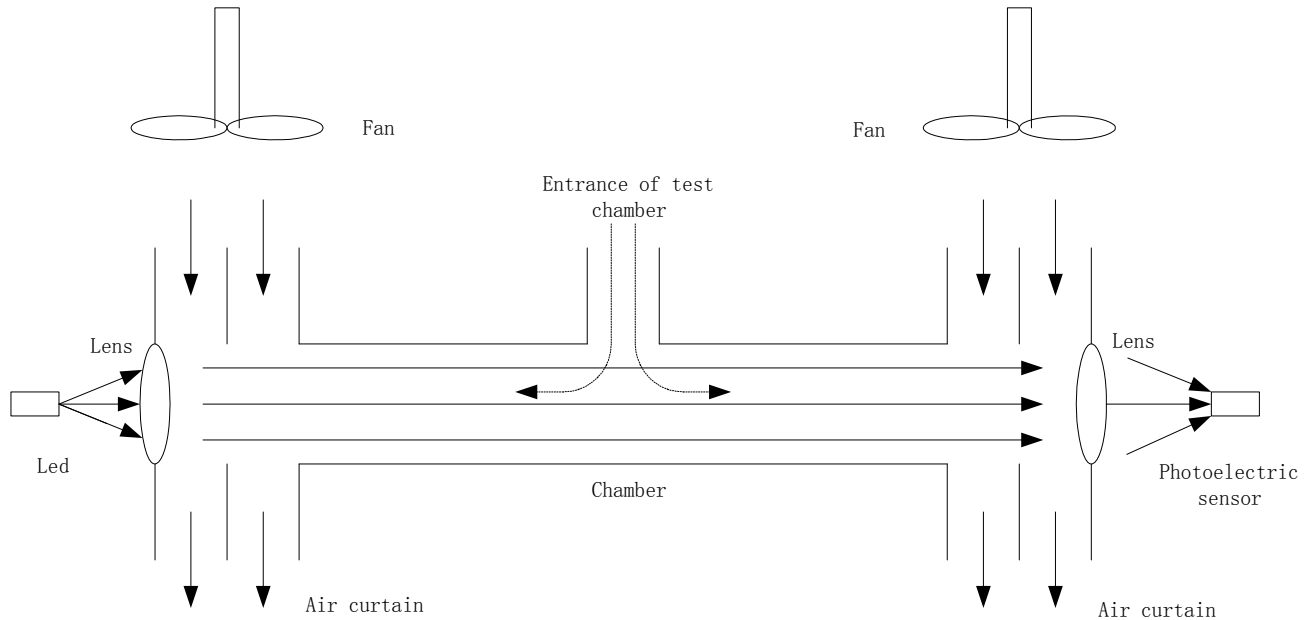 Fan
Fan
Entrance of test
chamber
Lens
Lens
Led
Chamber
Photoelectric
sensor
Air curtain
Air curtain